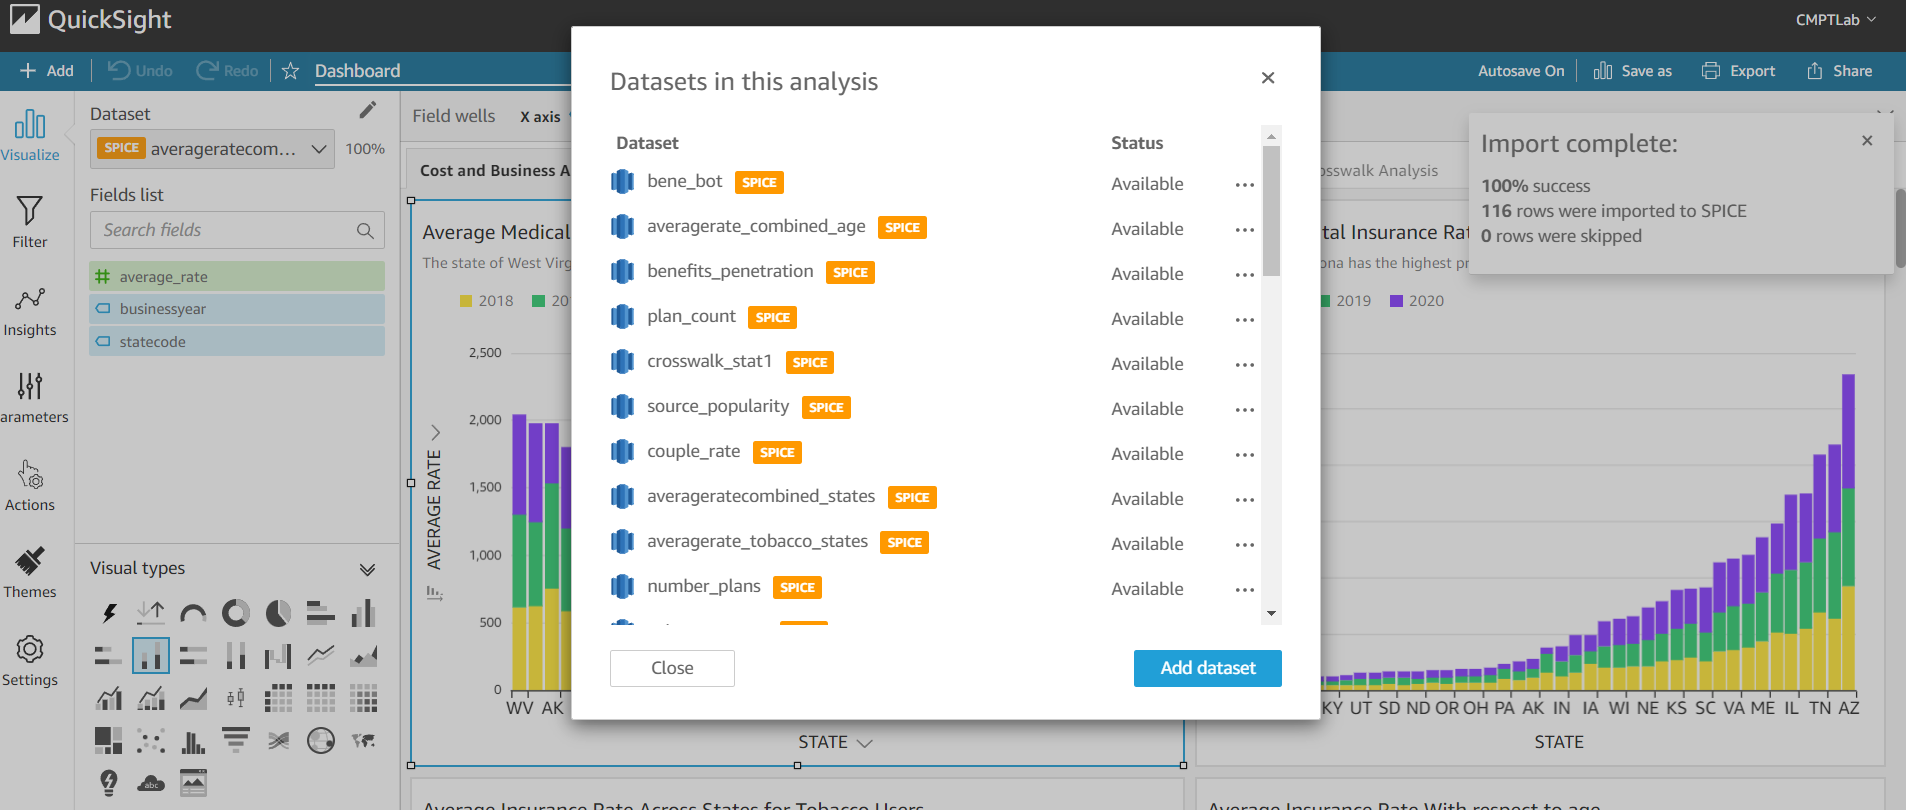 QuickSight
CMPTLab
Add
Undo
Redo
Dashboard
Autosave On
Save as
Export
Share
Visualize
Filter
Insights
arameters
Actions
Themes
Settings
Dataset
SPICE averageratecom...
100%
Fields list
Search fields
average_rate
businessyear
statecode
Visual types
abc
Field wells
X axis
Cost and Business A
Average Medical
The state of West Virg
2018
20
2,500
2,000
1,500
1,000
500
0
AVERAGE RATE
WV AK
STATE
Average Insurance Rate Across States for Tobacco Users
Datasets in this analysis
Dataset Status
bene_bot SPICE Available
averagerate_combined_age SPICE Available
benefits_penetration SPICE Available
plan_count SPICE Available
crosswalk_stat1 SPICE Available
source_popularity SPICE Available
couple_rate SPICE Available
averageratecombined_states SPICE Available
averagerate_tobacco_states SPICE Available
number_plans SPICE Available
Close
Add dataset
osswalk Analysis
Import complete:
100% success
116 rows were imported to SPICE
0 rows were skipped
tal Insurance Rat
ona has the highest pr
2019
2020
KY UT SD ND OR OH PA AK IN IA WI NE KS SC VA ME IL TN AZ
STATE
Average Insurance Rate With respect to age